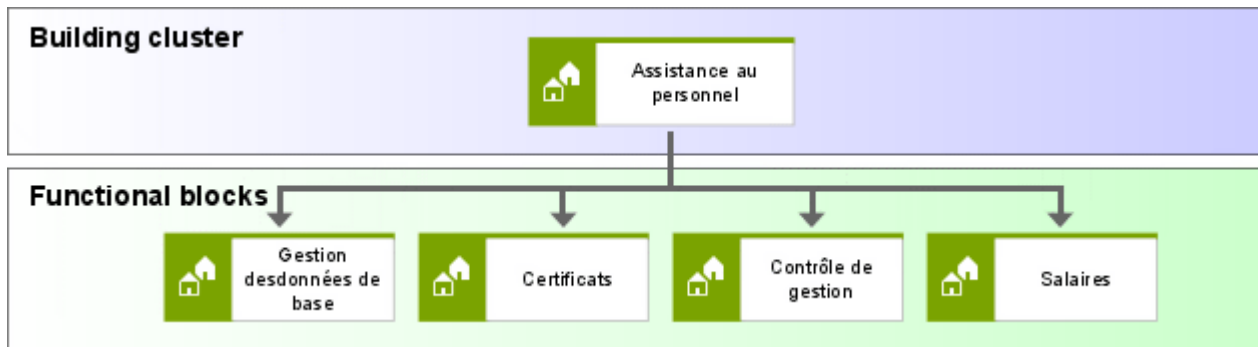 Building cluster
Assistance au
personnel
Functional blocks
Gestion
desdonnées de
base
Certificats
Contrôle de
gestion
Salaires